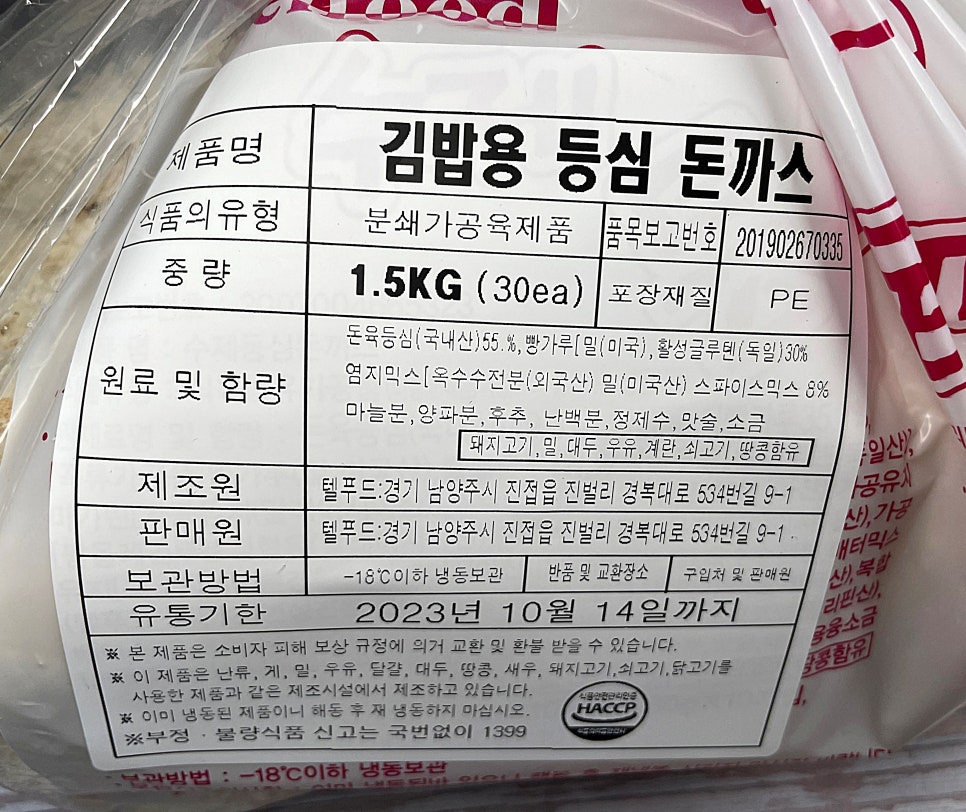 제품명 김밥용 등심 돈까스
식품의유형 분쇄가공육제품 품목보고번호 201902670335
중 량 1.5KG (30ea) 포장재질 PE
원료 및 함량
돈육등심(국내산)55.%,빵가루[밀(미국),활성글루텐(독일)30%
염지믹스[옥수수전분(외국산) 밀(미국산) 스파이스믹스 8%
마늘분,양파분,후추, 난백분,정제수,맛술,소금
돼지고기,밀,대두,우유,계란,쇠고기,땅콩함유
제조원 텔푸드:경기 남양주시 진접읍 진벌리 경복대로 534번길 9-1
판매원 텔푸드:경기 남양주시 진접읍 진벌리 경복대로 534번길 9-1
보관방법 -18℃이하 냉동보관 반품 및 교환장소 구입처 및 판매원
유통기한 2023년 10월 14일까지
※ 본 제품은 소비자 피해 보상 규정에 의거 교환 및 환불 받을 수 있습니다.
※ 이 제품은 난류, 게, 밀, 우유, 달걀, 대두, 땅콩, 새우, 돼지고기,쇠고기,닭고기를
사용한 제품과 같은 제조시설에서 제조하고 있습니다.
※ 이미 냉동된 제품이니 해동 후 재 냉동하지 마십시오.
※부정 · 불량식품 신고는 국번없이 1399
HACCP
보관방법 : -18℃이하 냉동보관